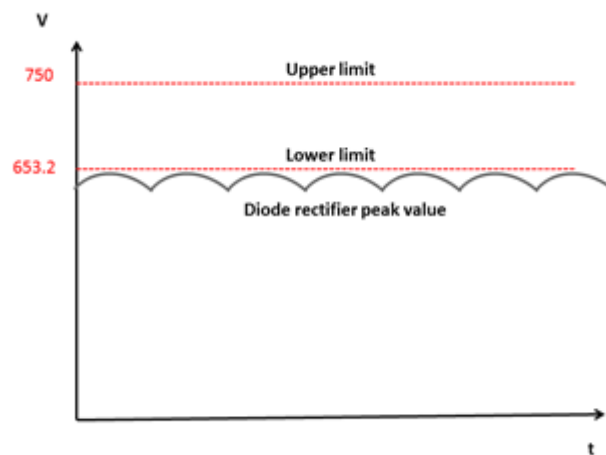 V
750
Upper limit
653.2
Lower limit
Diode rectifier peak value
t